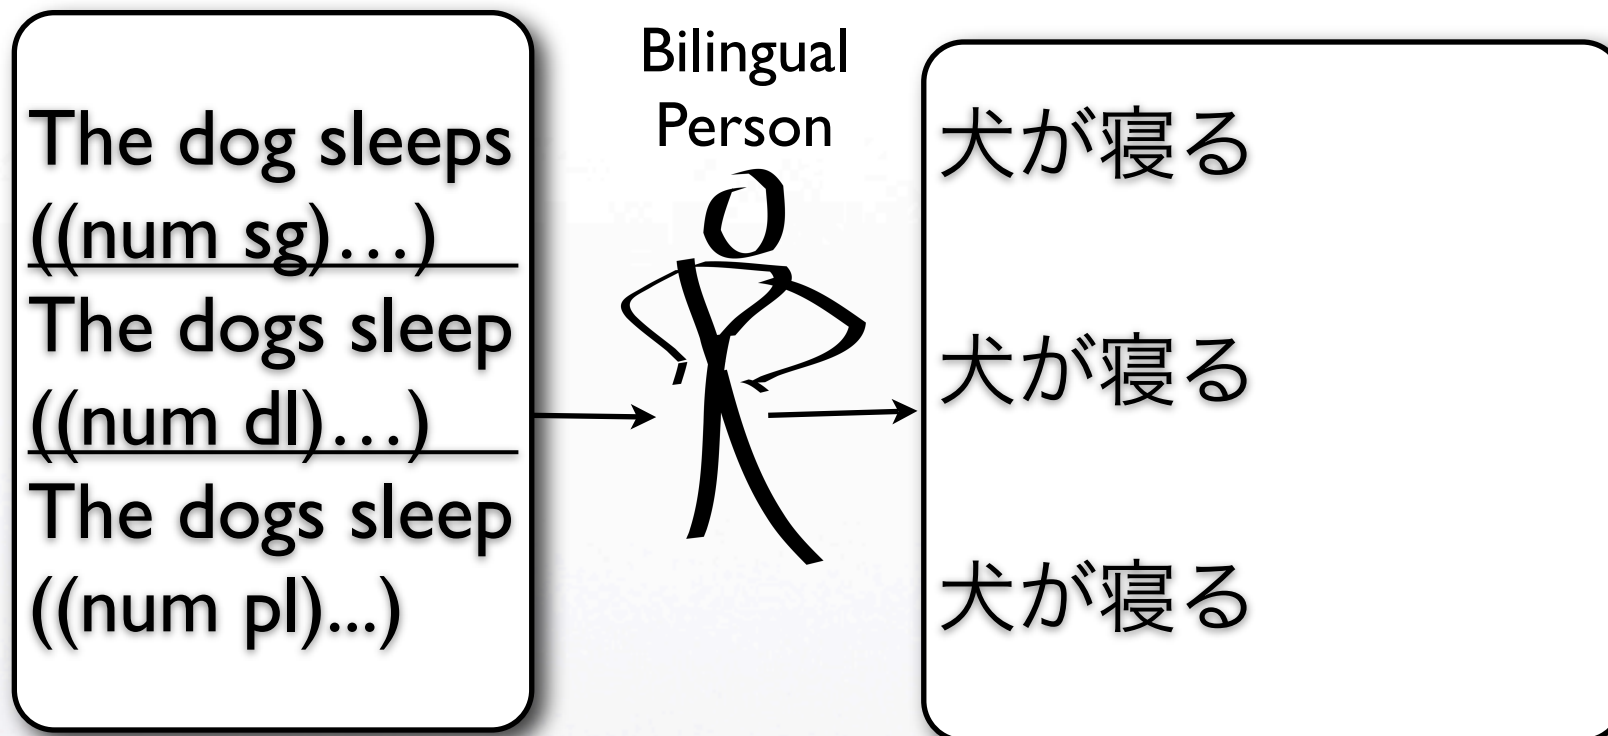 The dog sleeps
((num sg)…)
The dogs sleep
((num dl)…)
The dogs sleep
((num pl)...)
Bilingual
Person
犬が寝る
犬が寝る
犬が寝る